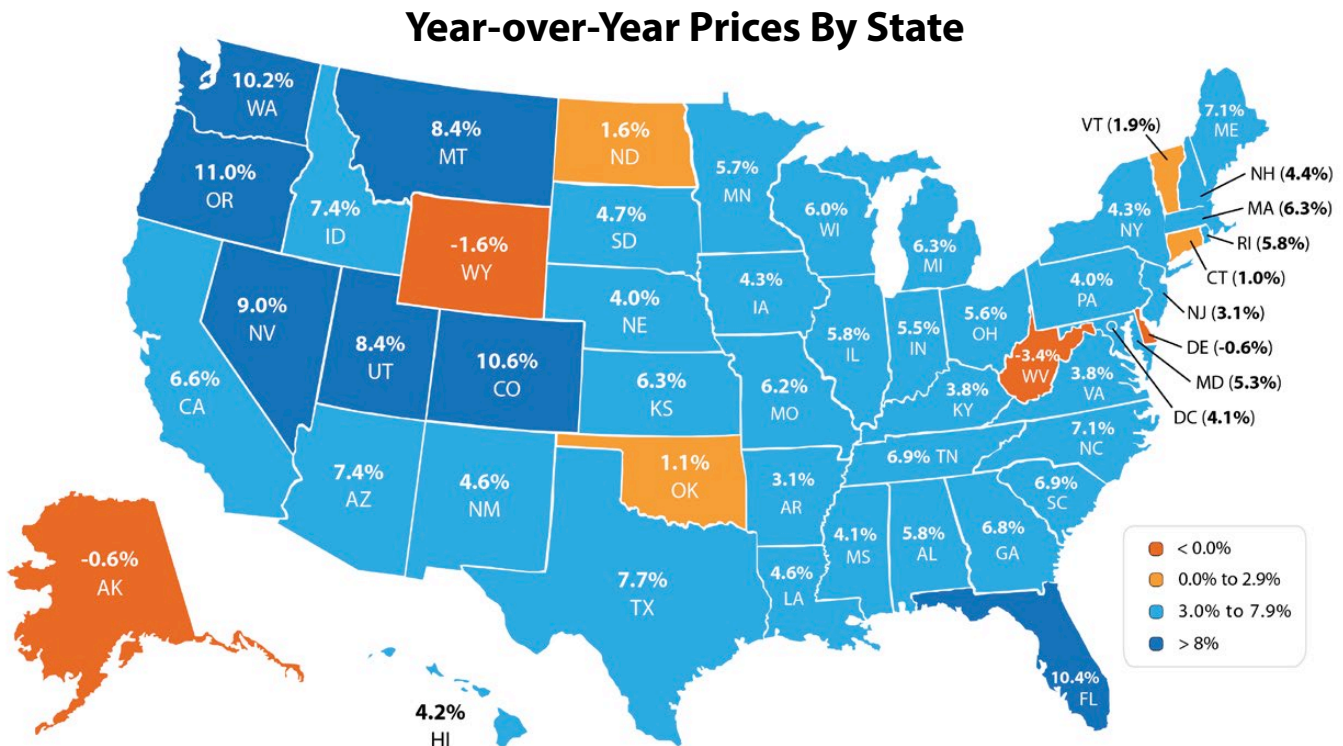 Year-over-Year Prices By State
10.2%
WA
11.0%
OR
7.4%
ID
8.4%
MT
1.6%
ND
5.7%
MN
4.7%
SD
-1.6%
WY
6.0%
WI
6.3%
MI
VT (1.9%)
7.1%
ME
NH (4.4%)
MA (6.3%)
4.3%
NY
RI (5.8%)
CT (1.0%)
NJ (3.1%)
DE (-0.6%)
MD (5.3%)
DC (4.1%)
4.0%
PA
9.0%
NV
8.4%
UT
10.6%
CO
4.0%
NE
4.3%
IA
5.8%
IL
5.5%
IN
5.6%
OH
-3.4%
WV
3.8%
VA
6.6%
CA
6.3%
KS
6.2%
MO
3.8%
KY
7.1%
NC
6.9% TN
7.4%
AZ
4.6%
NM
1.1%
OK
3.1%
AR
6.9%
SC
4.1%
MS
5.8%
AL
6.8%
GA
7.7%
TX
4.6%
LA
-0.6%
AK
10.4%
FL
4.2%
HI
< 0.0%
0.0% to 2.9%
3.0% to 7.9%
> 8%